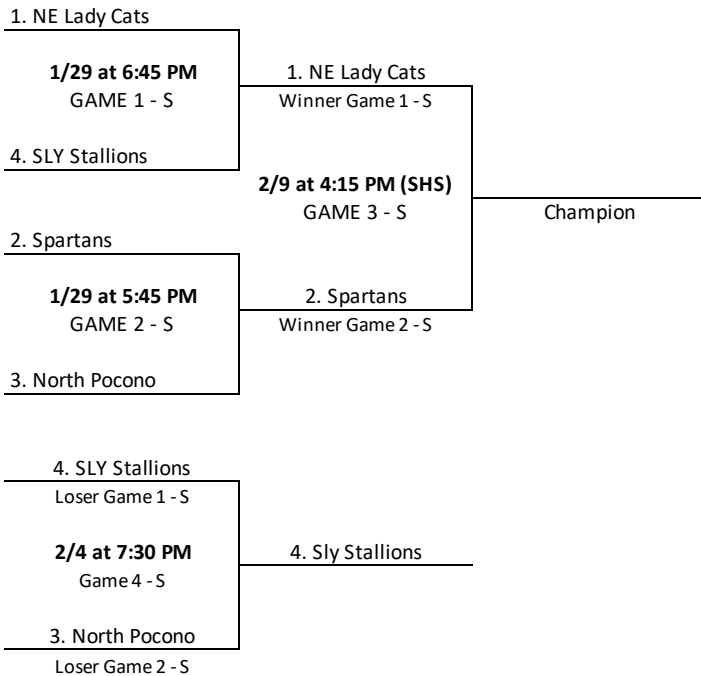 1. NE Lady Cats
1/29 at 6:45 PM
GAME 1 - S
4. SLY Stallions
1. NE Lady Cats
Winner Game 1 - S
2/9 at 4:15 PM (SHS)
GAME 3 - S
Champion
2. Spartans
1/29 at 5:45 PM
GAME 2 - S
3. North Pocono
2. Spartans
Winner Game 2 - S
4. SLY Stallions
Loser Game 1 - S
2/4 at 7:30 PM
Game 4 - S
4. Sly Stallions
3. North Pocono
Loser Game 2 - S